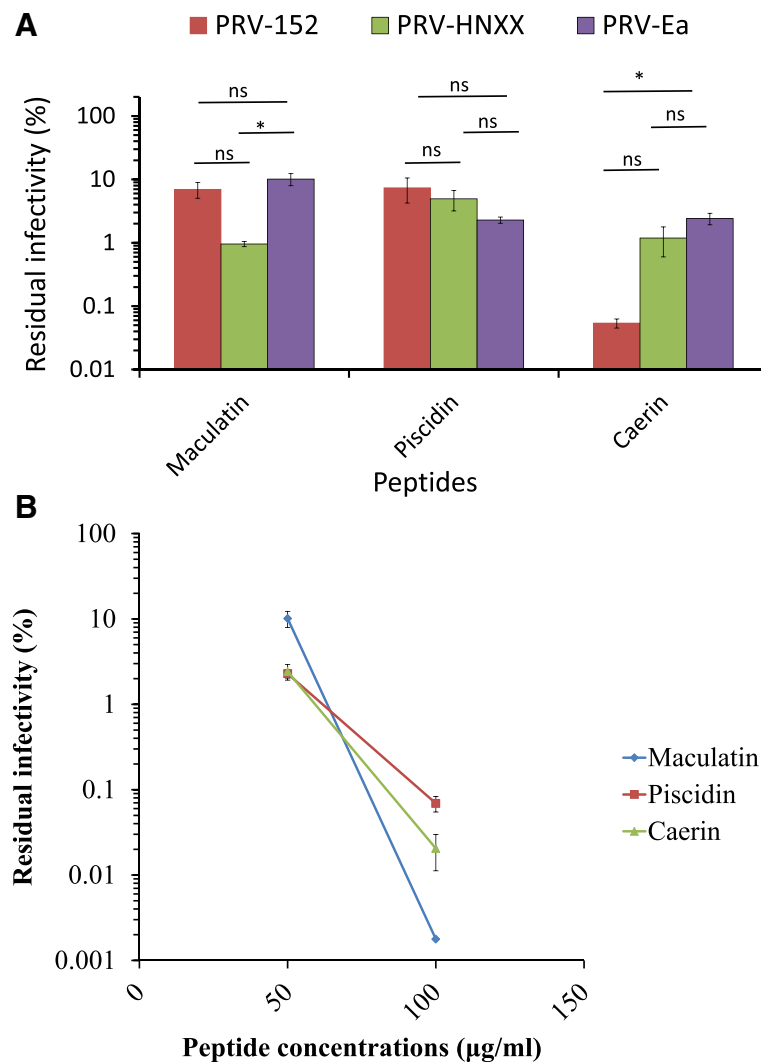 A
PRV-152 PRV-HNXX PRV-Ea
Residual infectivity (%)
100
10
1
0.1
0.01
ns
ns *
ns
ns
ns
*
ns
ns
Maculatin Piscidin Caerin
Peptides
B
Residual infectivity (%)
100
10
1
0.1
0.01
0.001
0 50 100 150
Peptide concentrations (μg/ml)
Maculatin
Piscidin
Caerin